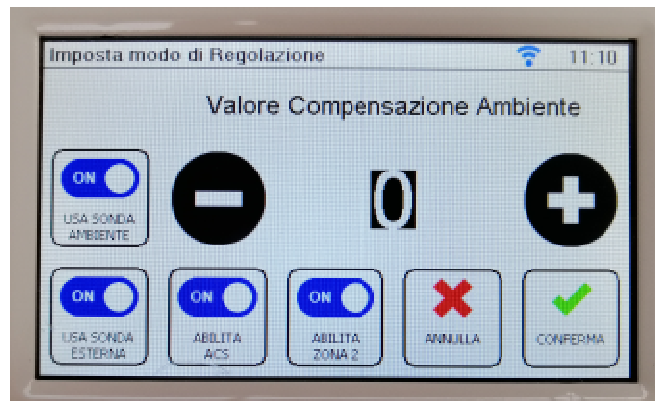 Imposta modo di Regolazione 11:10
Valore Compensazione Ambiente
ON
USA SONDA
AMBIENTE
0
ON
USA SONDA
ESTERNA
ON
ABILITA
ACS
ON
ABILITA
ZONA 2
ANNULLA
CONFERMA